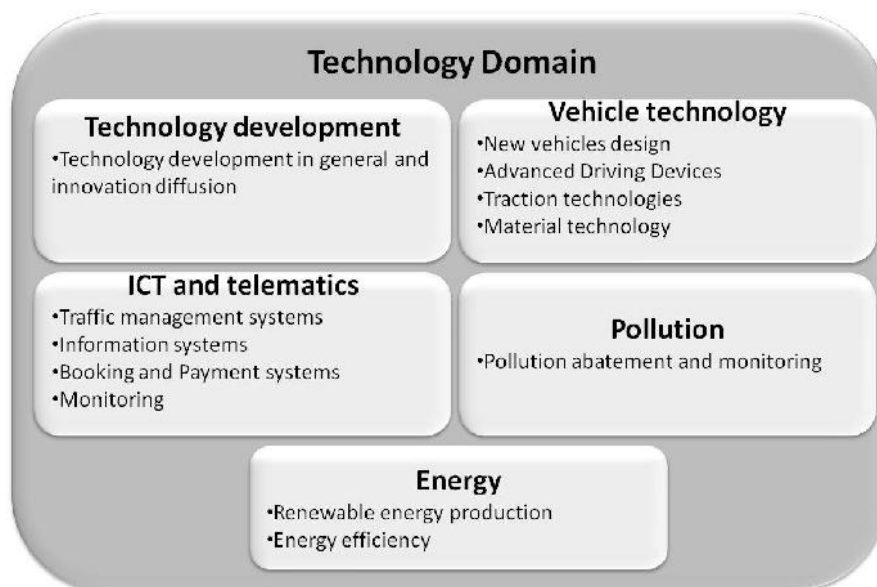 Technology Domain
Technology development
•Technology development in general and
innovation diffusion
Vehicle technology
•New vehicles design
•Advanced Driving Devices
•Traction technologies
•Material technology
ICT and telematics
•Traffic management systems
•Information systems
•Booking and Payment systems
•Monitoring
Pollution
•Pollution abatement and monitoring
Energy
•Renewable energy production
•Energy efficiency